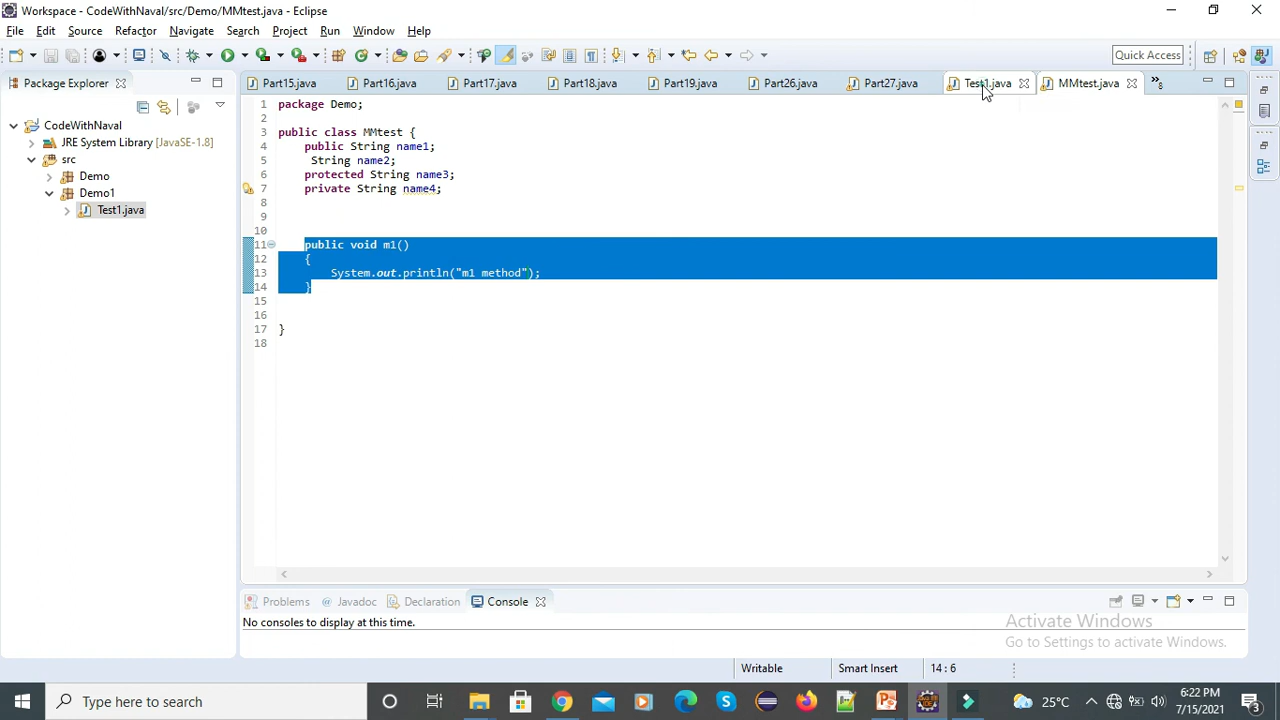 Workspace - CodeWithNaval/src/Demo/MMtest.java - Eclipse
File Edit Source Refactor Navigate Search Project Run Window Help
Quick Access
Package Explorer
Part15.java Part16.java Part17.java Part18.java Part19.java Part26.java Part27.java Test1.java MMtest.java »5
CodeWithNaval
JRE System Library [JavaSE-1.8]
src
Demo
Demo1
Test1.java
1 package Demo;
2
3 public class MMtest {
4 public String name1;
5 String name2;
6 protected String name3;
7 private String name4;
8
9
10
11 public void m1()
12 {
13 System.out.println("m1 method");
14 }
15
16
17 }
18
Problems Javadoc Declaration Console
No consoles to display at this time.
Activate Windows
Go to Settings to activate Windows.
Writable Smart Insert 14 : 6
Type here to search
25°C
6:22 PM
7/15/2021
3